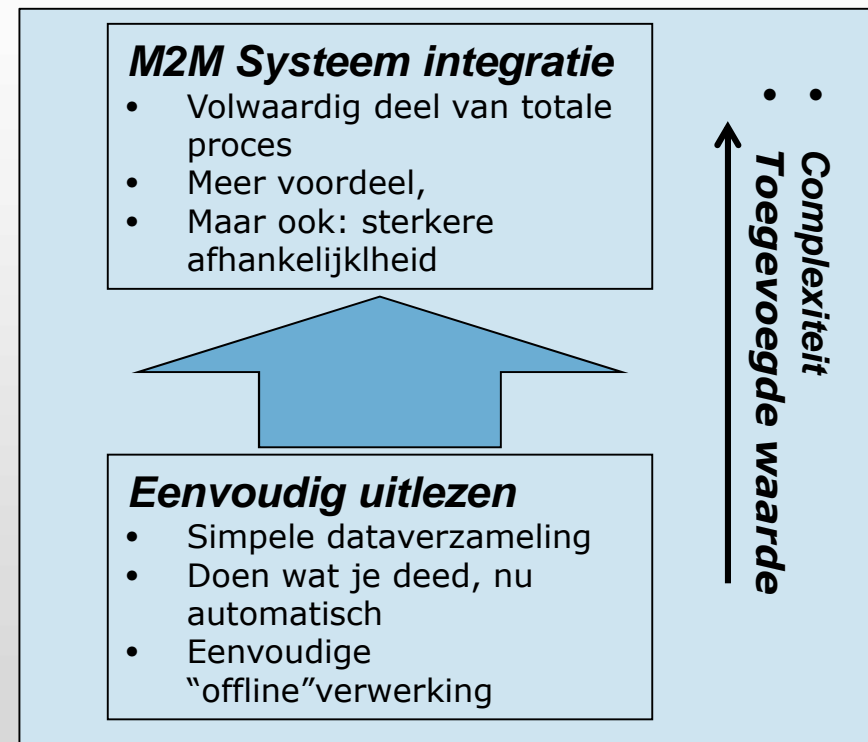 M2M Systeem integratie
• Volwaardig deel van totale
proces
• Meer voordeel,
• Maar ook: sterkere
afhankelijklheid
• Complexiteit
• Toegevoegde waarde
Eenvoudig uitlezen
• Simpele dataverzameling
• Doen wat je deed, nu
automatisch
• Eenvoudige
“offline”verwerking